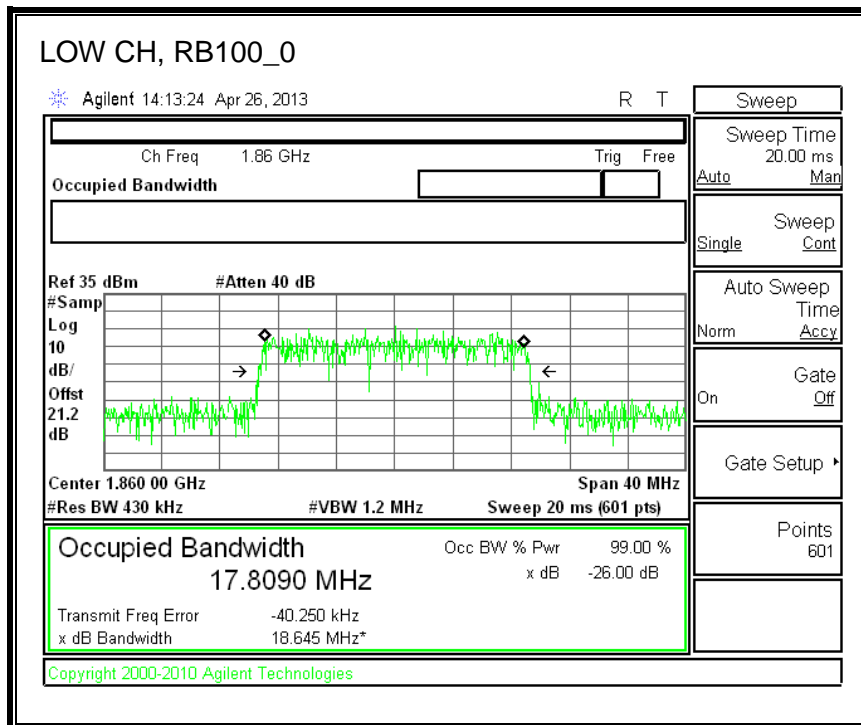 LOW CH, RB100_0
Agilent 14:13:24 Apr 26, 2013 R T
Ch Freq 1.86 GHz Trig Free
Occupied Bandwidth
Ref 35 dBm #Atten 40 dB
#Samp
Log
10
dB/
Offst
21.2
dB
Center 1.860 00 GHz Span 40 MHz
#Res BW 430 kHz #VBW 1.2 MHz Sweep 20 ms (601 pts)
Occupied Bandwidth Occ BW % Pwr 99.00 %
17.8090 MHz x dB -26.00 dB
Transmit Freq Error -40.250 kHz
x dB Bandwidth 18.645 MHz*
Copyright 2000-2010 Agilent Technologies
Sweep
Sweep Time
20.00 ms
Auto Man
Sweep
Single Cont
Auto Sweep
Time
Norm Accy
Gate
On Off
Gate Setup
Points
601